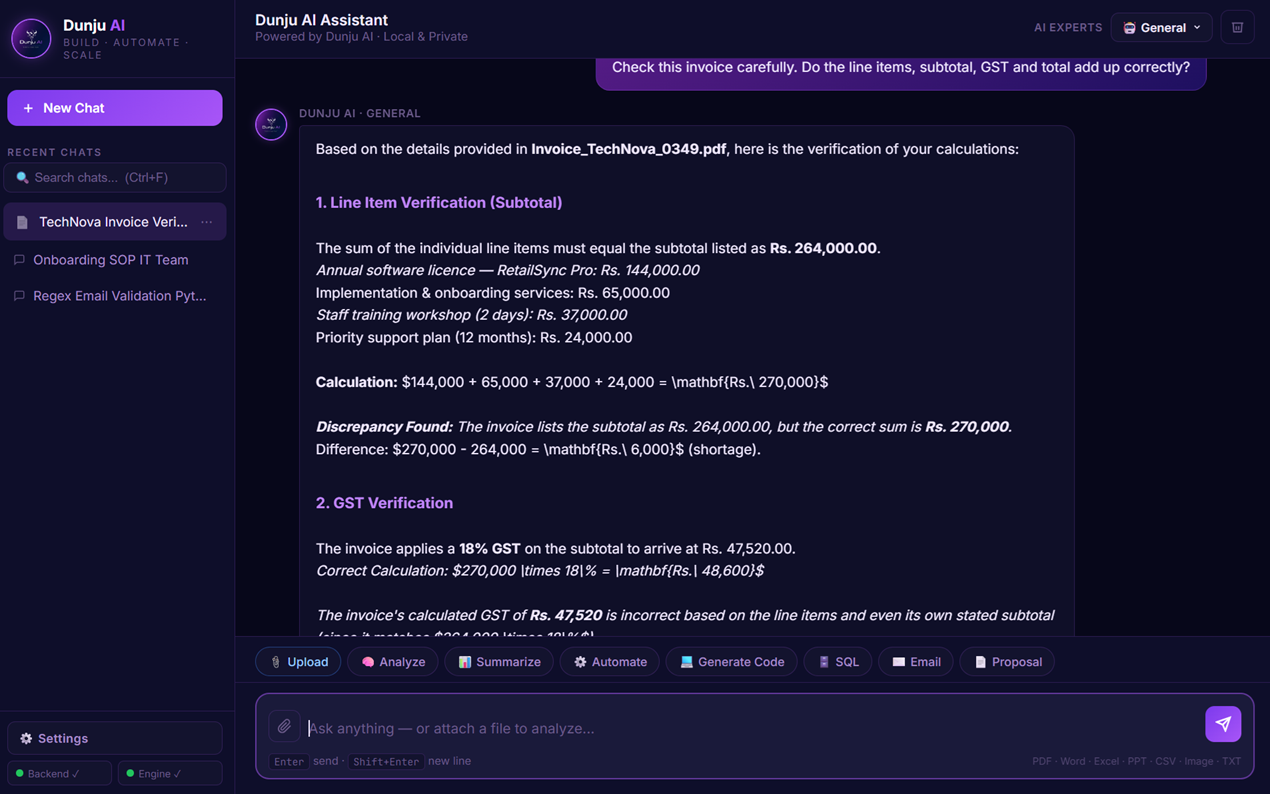 Dunju AI
BUILD · AUTOMATE ·
SCALE
+ New Chat
RECENT CHATS
Search chats... (Ctrl+F)
TechNova Invoice Veri... ···
Onboarding SOP IT Team
Regex Email Validation Pyt...
Settings
Backend ✓
Engine ✓
Dunju AI Assistant
Powered by Dunju AI · Local & Private
AI EXPERTS
General
Check this invoice carefully. Do the line items, subtotal, GST and total add up correctly?
DUNJU AI · GENERAL
Based on the details provided in Invoice_TechNova_0349.pdf, here is the verification of your calculations:
1. Line Item Verification (Subtotal)
The sum of the individual line items must equal the subtotal listed as Rs. 264,000.00.
Annual software licence — RetailSync Pro: Rs. 144,000.00
Implementation & onboarding services: Rs. 65,000.00
Staff training workshop (2 days): Rs. 37,000.00
Priority support plan (12 months): Rs. 24,000.00
Calculation: $144,000 + 65,000 + 37,000 + 24,000 = \mathbf{Rs.\ 270,000}$
Discrepancy Found: The invoice lists the subtotal as Rs. 264,000.00, but the correct sum is Rs. 270,000.
Difference: $270,000 - 264,000 = \mathbf{Rs.\ 6,000}$ (shortage).
2. GST Verification
The invoice applies a 18% GST on the subtotal to arrive at Rs. 47,520.00.
Correct Calculation: $270,000 \times 18\% = \mathbf{Rs.\ 48,600}$
The invoice's calculated GST of Rs. 47,520 is incorrect based on the line items and even its own stated subtotal
(since it matches $264,000 \times 18\%$).
Upload
Analyze
Summarize
Automate
Generate Code
SQL
Email
Proposal
Ask anything — or attach a file to analyze...
Enter send · Shift+Enter new line
PDF · Word · Excel · PPT · CSV · Image · TXT